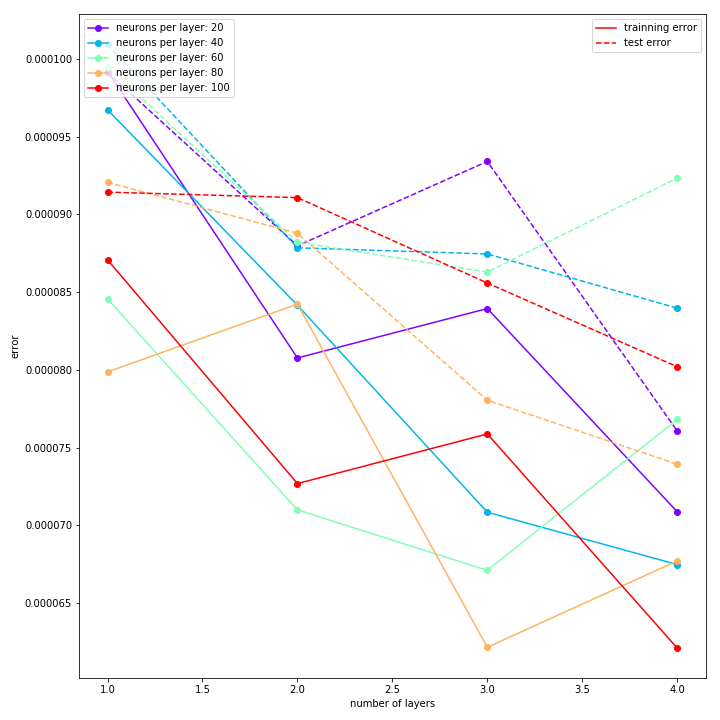 neurons per layer: 20
neurons per layer: 40
neurons per layer: 60
neurons per layer: 80
neurons per layer: 100
trainning error
test error
0.000100
0.000095
0.000090
0.000085
0.000080
0.000075
0.000070
0.000065
error
1.0 1.5 2.0 2.5 3.0 3.5 4.0
number of layers